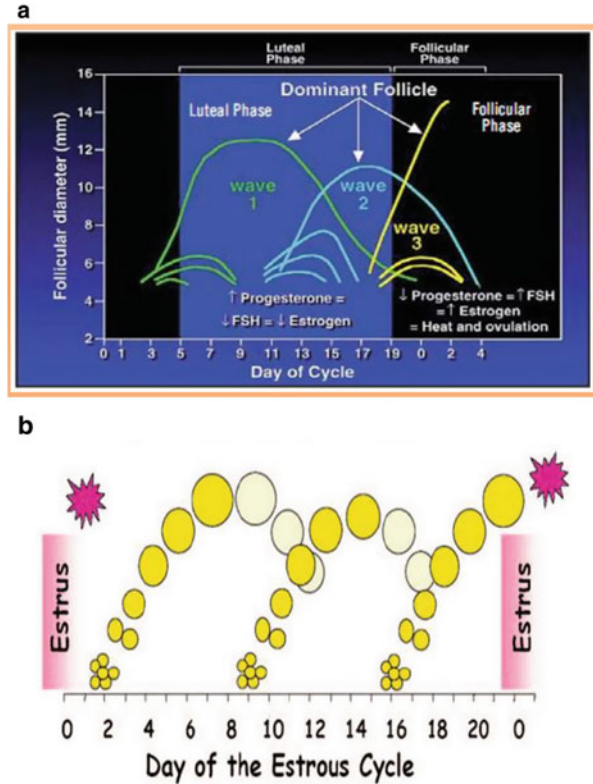 a
Luteal Phase
Follicular Phase
16
14
12
10
8
6
4
2
Follicular diameter (mm)
Dominant Follicle
Luteal Phase
Follicular Phase
wave 1
wave 2
wave 3
↑ Progesterone =
↓FSH = ↓ Estrogen
↓ Progesterone = ↑FSH
= ↑ Estrogen
= Heat and ovulation
0 1 3 5 7 9 11 13 15 17 19 0 2 4
Day of Cycle
b
Estrus
Estrus
0 2 4 6 8 10 12 14 16 18 20 0
Day of the Estrous Cycle